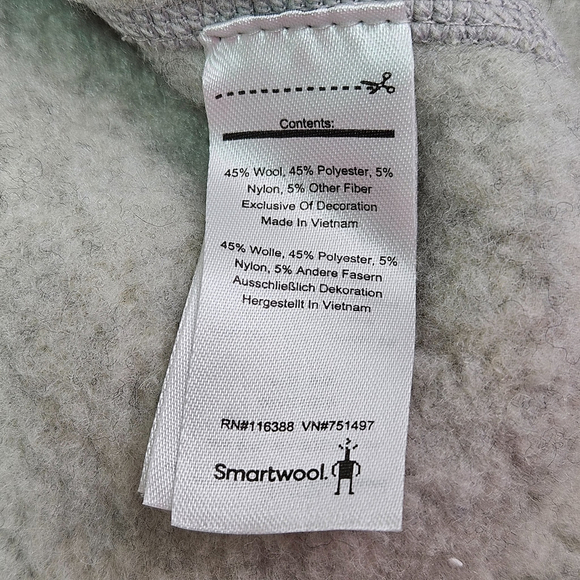 Contents:
45% Wool, 45% Polyester, 5%
Nylon, 5% Other Fiber
Exclusive Of Decoration
Made In Vietnam
45% Wolle, 45% Polyester, 5%
Nylon, 5% Andere Fasern
Ausschließlich Dekoration
Hergestellt In Vietnam
RN#116388 VN#751497
Smartwool.